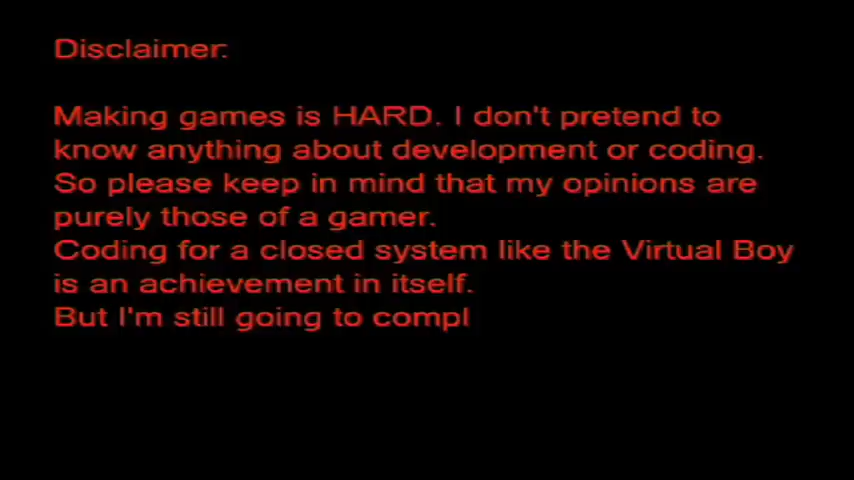 Disclaimer:
Making games is HARD. I don't pretend to
know anything about development or coding.
So please keep in mind that my opinions are
purely those of a gamer.
Coding for a closed system like the Virtual Boy
is an achievement in itself.
But I'm still going to compl